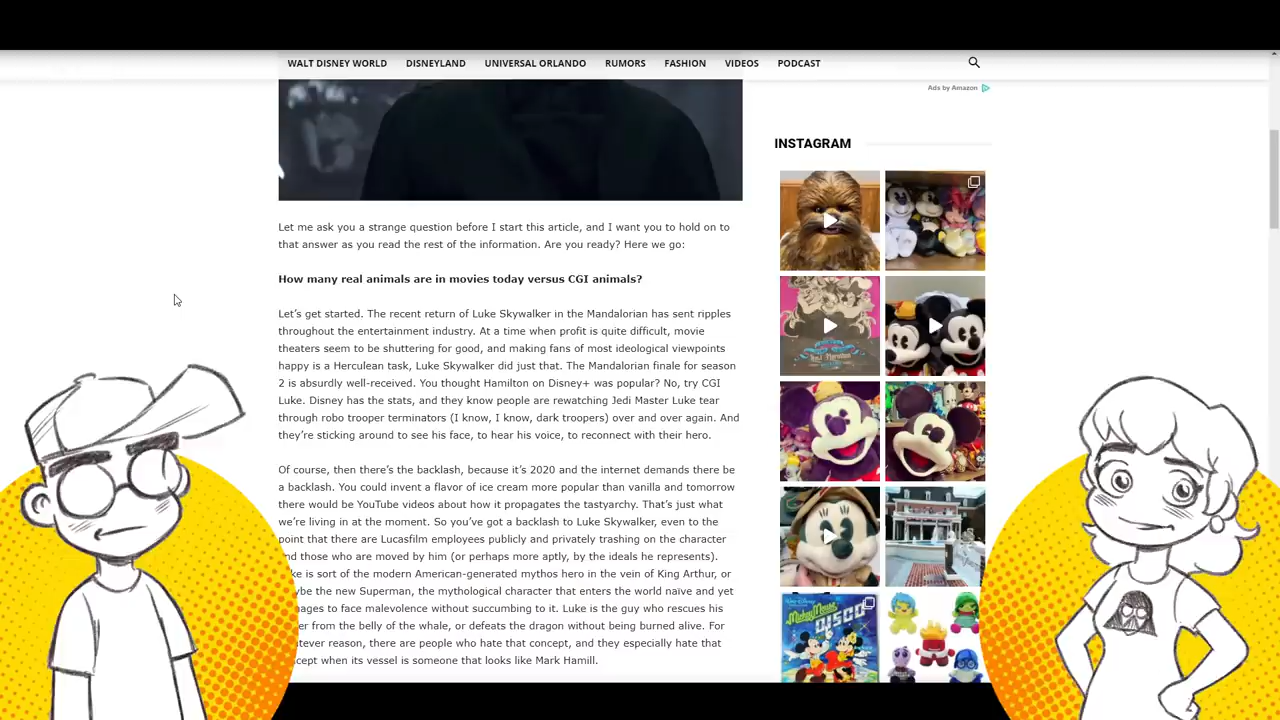 WALT DISNEY WORLD DISNEYLAND UNIVERSAL ORLANDO RUMORS FASHION VIDEOS PODCAST
Ads by Amazon
INSTAGRAM
Let me ask you a strange question before I start this article, and I want you to hold on to
that answer as you read the rest of the information. Are you ready? Here we go:
How many real animals are in movies today versus CGI animals?
Let's get started. The recent return of Luke Skywalker in the Mandalorian has sent ripples
throughout the entertainment industry. At a time when profit is quite difficult, movie
theaters seem to be shuttering for good, and making fans of most ideological viewpoints
happy is a Herculean task, Luke Skywalker did just that. The Mandalorian finale for season
2 is absurdly well-received. You thought Hamilton on Disney+ was popular? No, try CGI
Luke. Disney has the stats, and they know people are rewatching Jedi Master Luke tear
through robo trooper terminators (I know, I know, dark troopers) over and over again. And
they're sticking around to see his face, to hear his voice, to reconnect with their hero.
Of course, then there's the backlash, because it's 2020 and the internet demands there be
a backlash. You could invent a flavor of ice cream more popular than vanilla and tomorrow
there would be YouTube videos about how it propagates the tastyarchy. That's just what
we're living in at the moment. So you've got a backlash to Luke Skywalker, even to the
point that there are Lucasfilm employees publicly and privately trashing on the character
and those who are moved by him (or perhaps more aptly, by the ideals he represents).
is sort of the modern American-generated mythos hero in the vein of King Arthur, or
the new Superman, the mythological character that enters the world naive and yet
to face malevolence without succumbing to it. Luke is the guy who rescues his
from the belly of the whale, or defeats the dragon without being burned alive. For
reason, there are people who hate that concept, and they especially hate that
when its vessel is someone that looks like Mark Hamill.
Mickey Mouse
DISCO